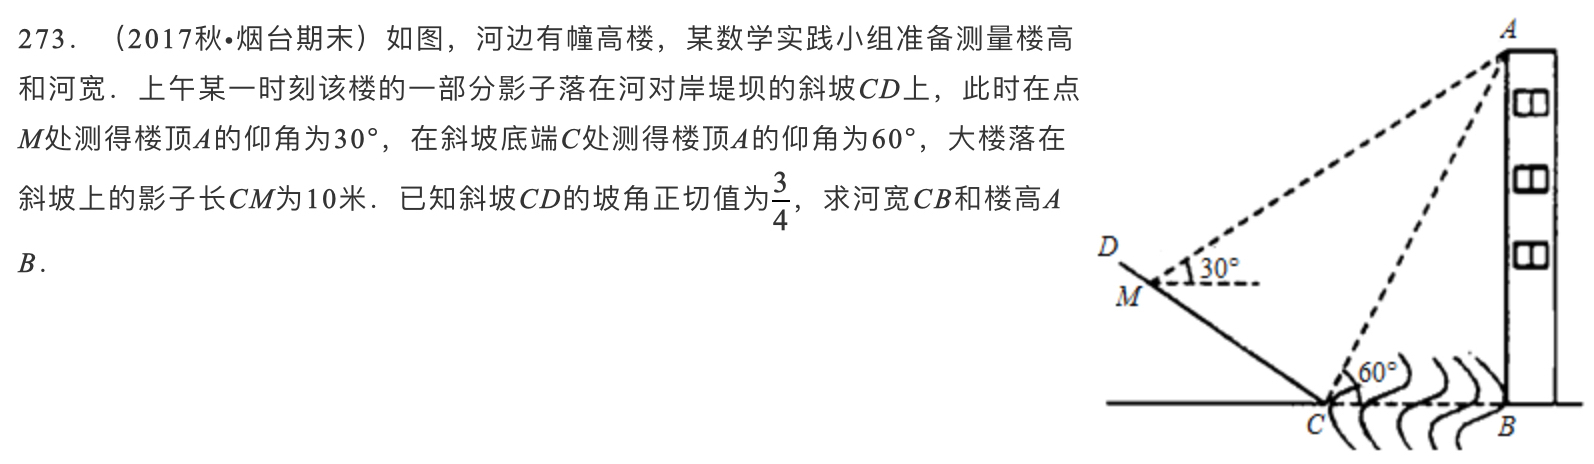 273．（2017秋•烟台期末）如图，河边有幢高楼，某数学实践小组准备测量楼高
和河宽．上午某一时刻该楼的一部分影子落在河对岸堤坝的斜坡CD上，此时在点
M处测得楼顶A的仰角为30°，在斜坡底端C处测得楼顶A的仰角为60°，大楼落在
斜坡上的影子长CM为10米．已知斜坡CD的坡角正切值为3/4，求河宽CB和楼高A
B．
A
D
30°
M
60°
C
B